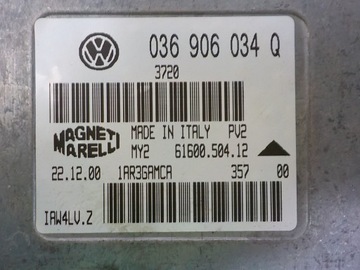 036 906 034 Q
3720
MAGNETI MARELLI
MADE IN ITALY PV2
MY2 61600.504.12
22.12.00 1AR3GAMCA 357 00
IAW4LV.Z